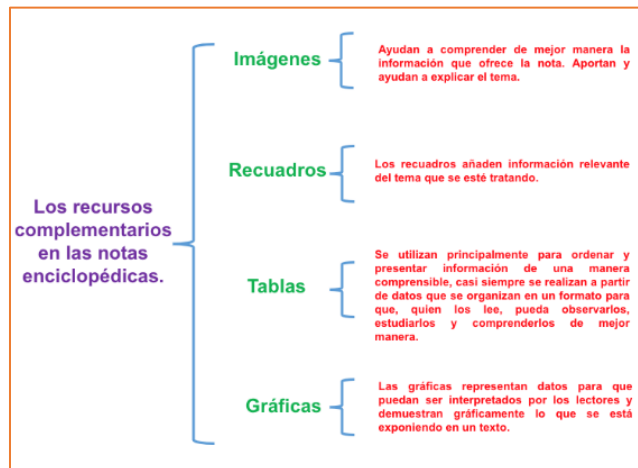 Los recursos
complementarios
en las notas
enciclopédicas.
Imágenes
Ayudan a comprender de mejor manera la
información que ofrece la nota. Aportan y
ayudan a explicar el tema.
Recuadros
Los recuadros añaden información relevante
del tema que se esté tratando.
Tablas
Se utilizan principalmente para ordenar y
presentar información de una manera
comprensible, casi siempre se realizan a partir
de datos que se organizan en un formato para
que, quien los lee, pueda observarlos,
estudiarlos y comprenderlos de mejor
manera.
Gráficas
Las gráficas representan datos para que
puedan ser interpretados por los lectores y
demuestran gráficamente lo que se está
exponiendo en un texto.